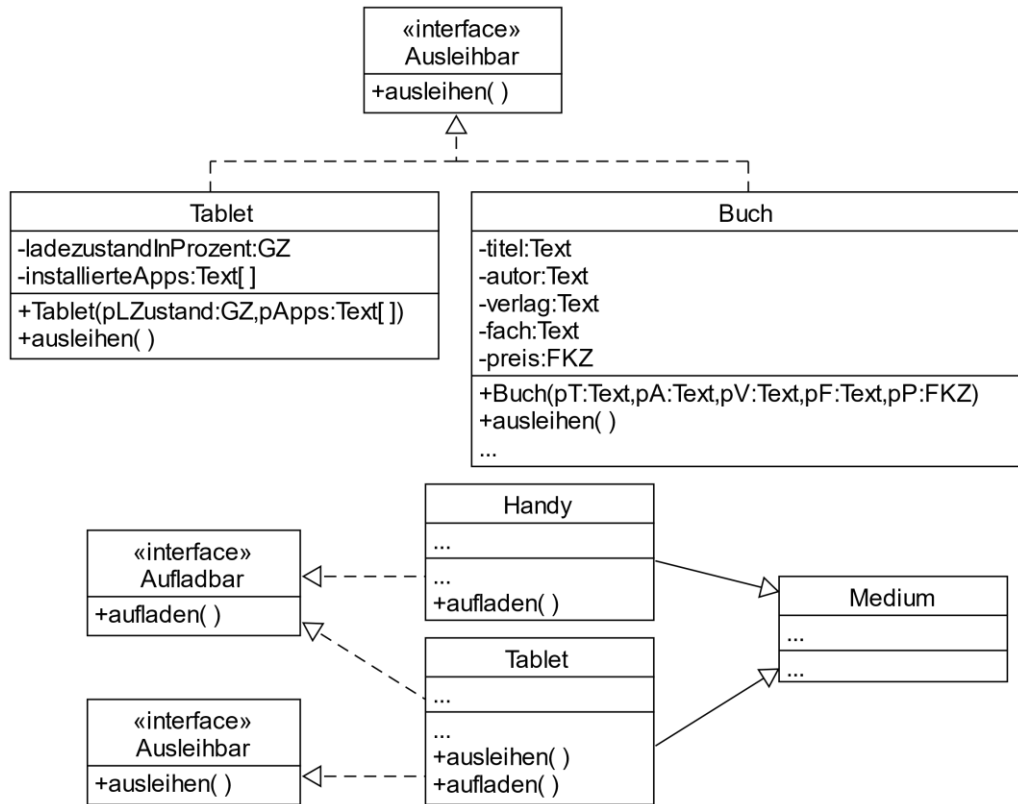 «interface»
Ausleihbar
+ausleihen( )
Tablet
-ladezustandInProzent:GZ
-installierteApps:Text[ ]
+Tablet(pLZustand:GZ,pApps:Text[ ])
+ausleihen( )
Buch
-titel:Text
-autor:Text
-verlag:Text
-fach:Text
-preis:FKZ
+Buch(pT:Text,pA:Text,pV:Text,pF:Text,pP:FKZ)
+ausleihen( )
...
«interface»
Aufladbar
+aufladen( )
Handy
...
...
+aufladen( )
Medium
...
...
«interface»
Ausleihbar
+ausleihen( )
Tablet
...
...
+ausleihen( )
+aufladen( )